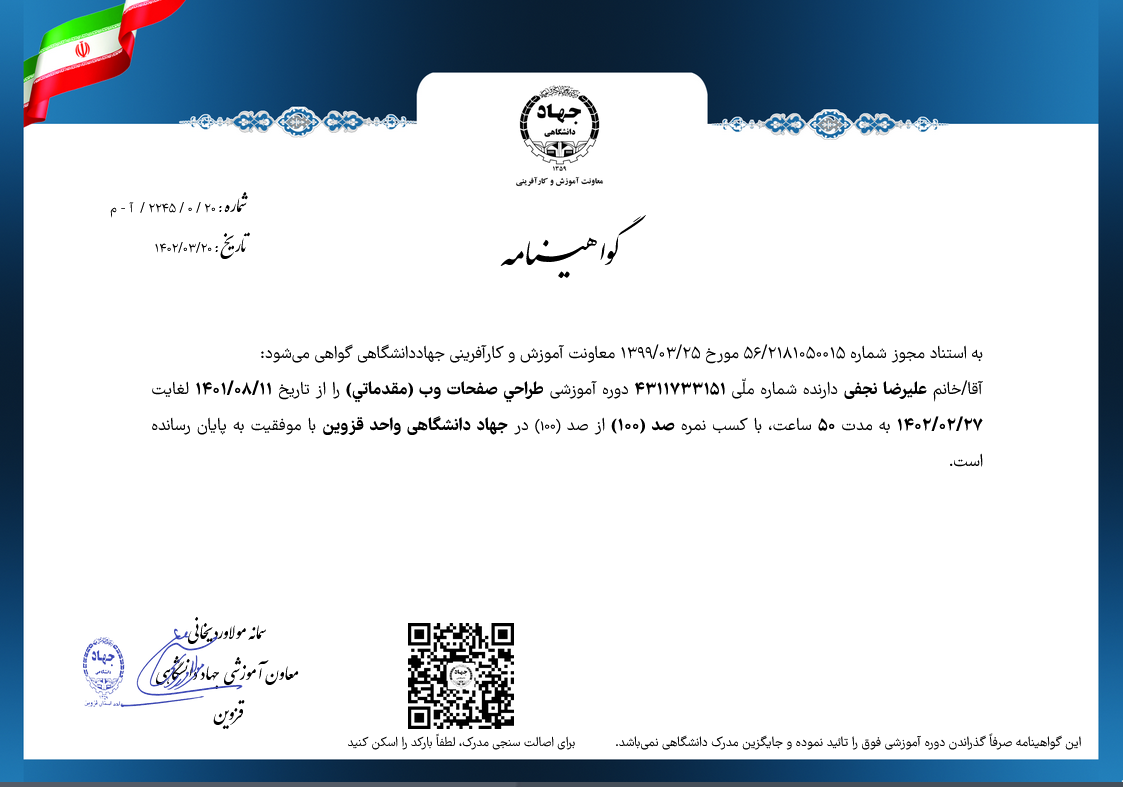 جهاد
دانشگاهی
۱۳۵۹
معاونت آموزش و کارآفرینی
شماره : ۲۰ / ۰ / ۲۲۴۵ / آ - م
تاریخ : ۱۴۰۲/۰۳/۲۰
گواهینامه
به استناد مجوز شماره ۵۶/۲۱۸۱۰۵۰۰۱۵ مورخ ۱۳۹۹/۰۳/۲۵ معاونت آموزش و کارآفرینی جهاددانشگاهی گواهی می‌شود:
آقا/خانم علیرضا نجفی دارنده شماره ملّی ۴۳۱۱۷۳۳۱۵۱ دوره آموزشی طراحي صفحات وب (مقدماتي) را از تاریخ ۱۴۰۱/۰۸/۱۱ لغایت
۱۴۰۲/۰۲/۲۷ به مدت ۵۰ ساعت، با کسب نمره صد (۱۰۰) از صد (۱۰۰) در جهاد دانشگاهی واحد قزوین با موفقیت به پایان رسانده
است.
سمانه مولاوردیخانی
معاون آموزشی جهاد دانشگاهی
قزوین
جهاد
دانشگاهی
جهاد
برای اصالت سنجی مدرک، لطفاً بارکد را اسکن کنید
این گواهینامه صرفاً گذراندن دوره آموزشی فوق را تائید نموده و جایگزین مدرک دانشگاهی نمی‌باشد.